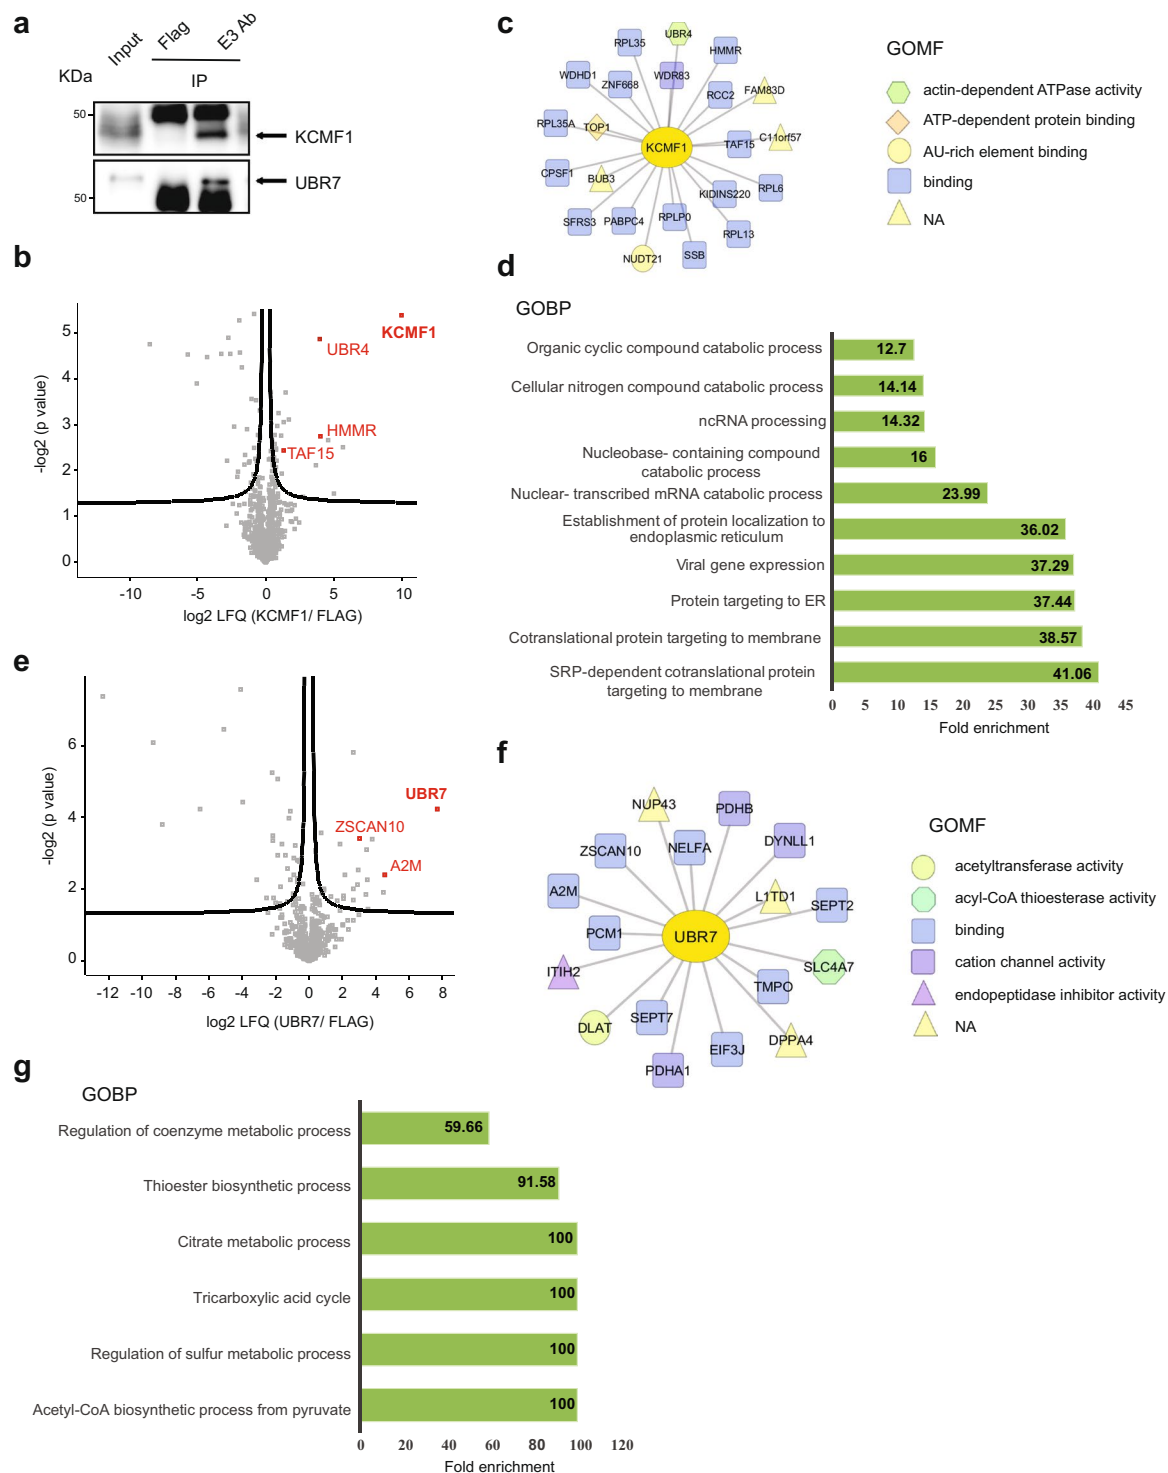 a
Input
Flag
E3 Ab
KDa
IP
50
KCMF1
UBR7
50
b
5
4
3
2
1
0
-log2 (p value)
KCMF1
UBR4
HMMR
TAF15
-10
-5
0
5
10
log2 LFQ (KCMF1/ FLAG)
c
UBR4
RPL35
HMMR
WDHD1
ZNF668
WDR83
RCC2
FAM83D
RPL35A
TOP1
KCMF1
TAF15
C11orf57
CPSF1
BUB3
KIDINS220
RPL6
SFRS3
PABPC4
RPLP0
RPL13
NUDT21
SSB
GOMF
actin-dependent ATPase activity
ATP-dependent protein binding
AU-rich element binding
binding
NA
d
GOBP
Organic cyclic compound catabolic process
12.7
Cellular nitrogen compound catabolic process
14.14
ncRNA processing
14.32
Nucleobase- containing compound
catabolic process
16
Nuclear- transcribed mRNA catabolic process
23.99
Establishment of protein localization to
endoplasmic reticulum
36.02
Viral gene expression
37.29
Protein targeting to ER
37.44
Cotranslational protein targeting to membrane
38.57
SRP-dependent cotranslational protein
targeting to membrane
41.06
0 5 10 15 20 25 30 35 40 45
Fold enrichment
e
6
4
2
0
-log2 (p value)
UBR7
ZSCAN10
A2M
-12 -10 -8 -6 -4 -2 0 2 4 6 8
log2 LFQ (UBR7/ FLAG)
f
NUP43
PDHB
ZSCAN10
NELFA
DYNLL1
A2M
L1TD1
SEPT2
PCM1
UBR7
ITIH2
SLC4A7
TMPO
DLAT
SEPT7
EIF3J
DPPA4
PDHA1
GOMF
acetyltransferase activity
acyl-CoA thioesterase activity
binding
cation channel activity
endopeptidase inhibitor activity
NA
g
GOBP
Regulation of coenzyme metabolic process
59.66
Thioester biosynthetic process
91.58
Citrate metabolic process
100
Tricarboxylic acid cycle
100
Regulation of sulfur metabolic process
100
Acetyl-CoA biosynthetic process from pyruvate
100
0 20 40 60 80 100 120
Fold enrichment